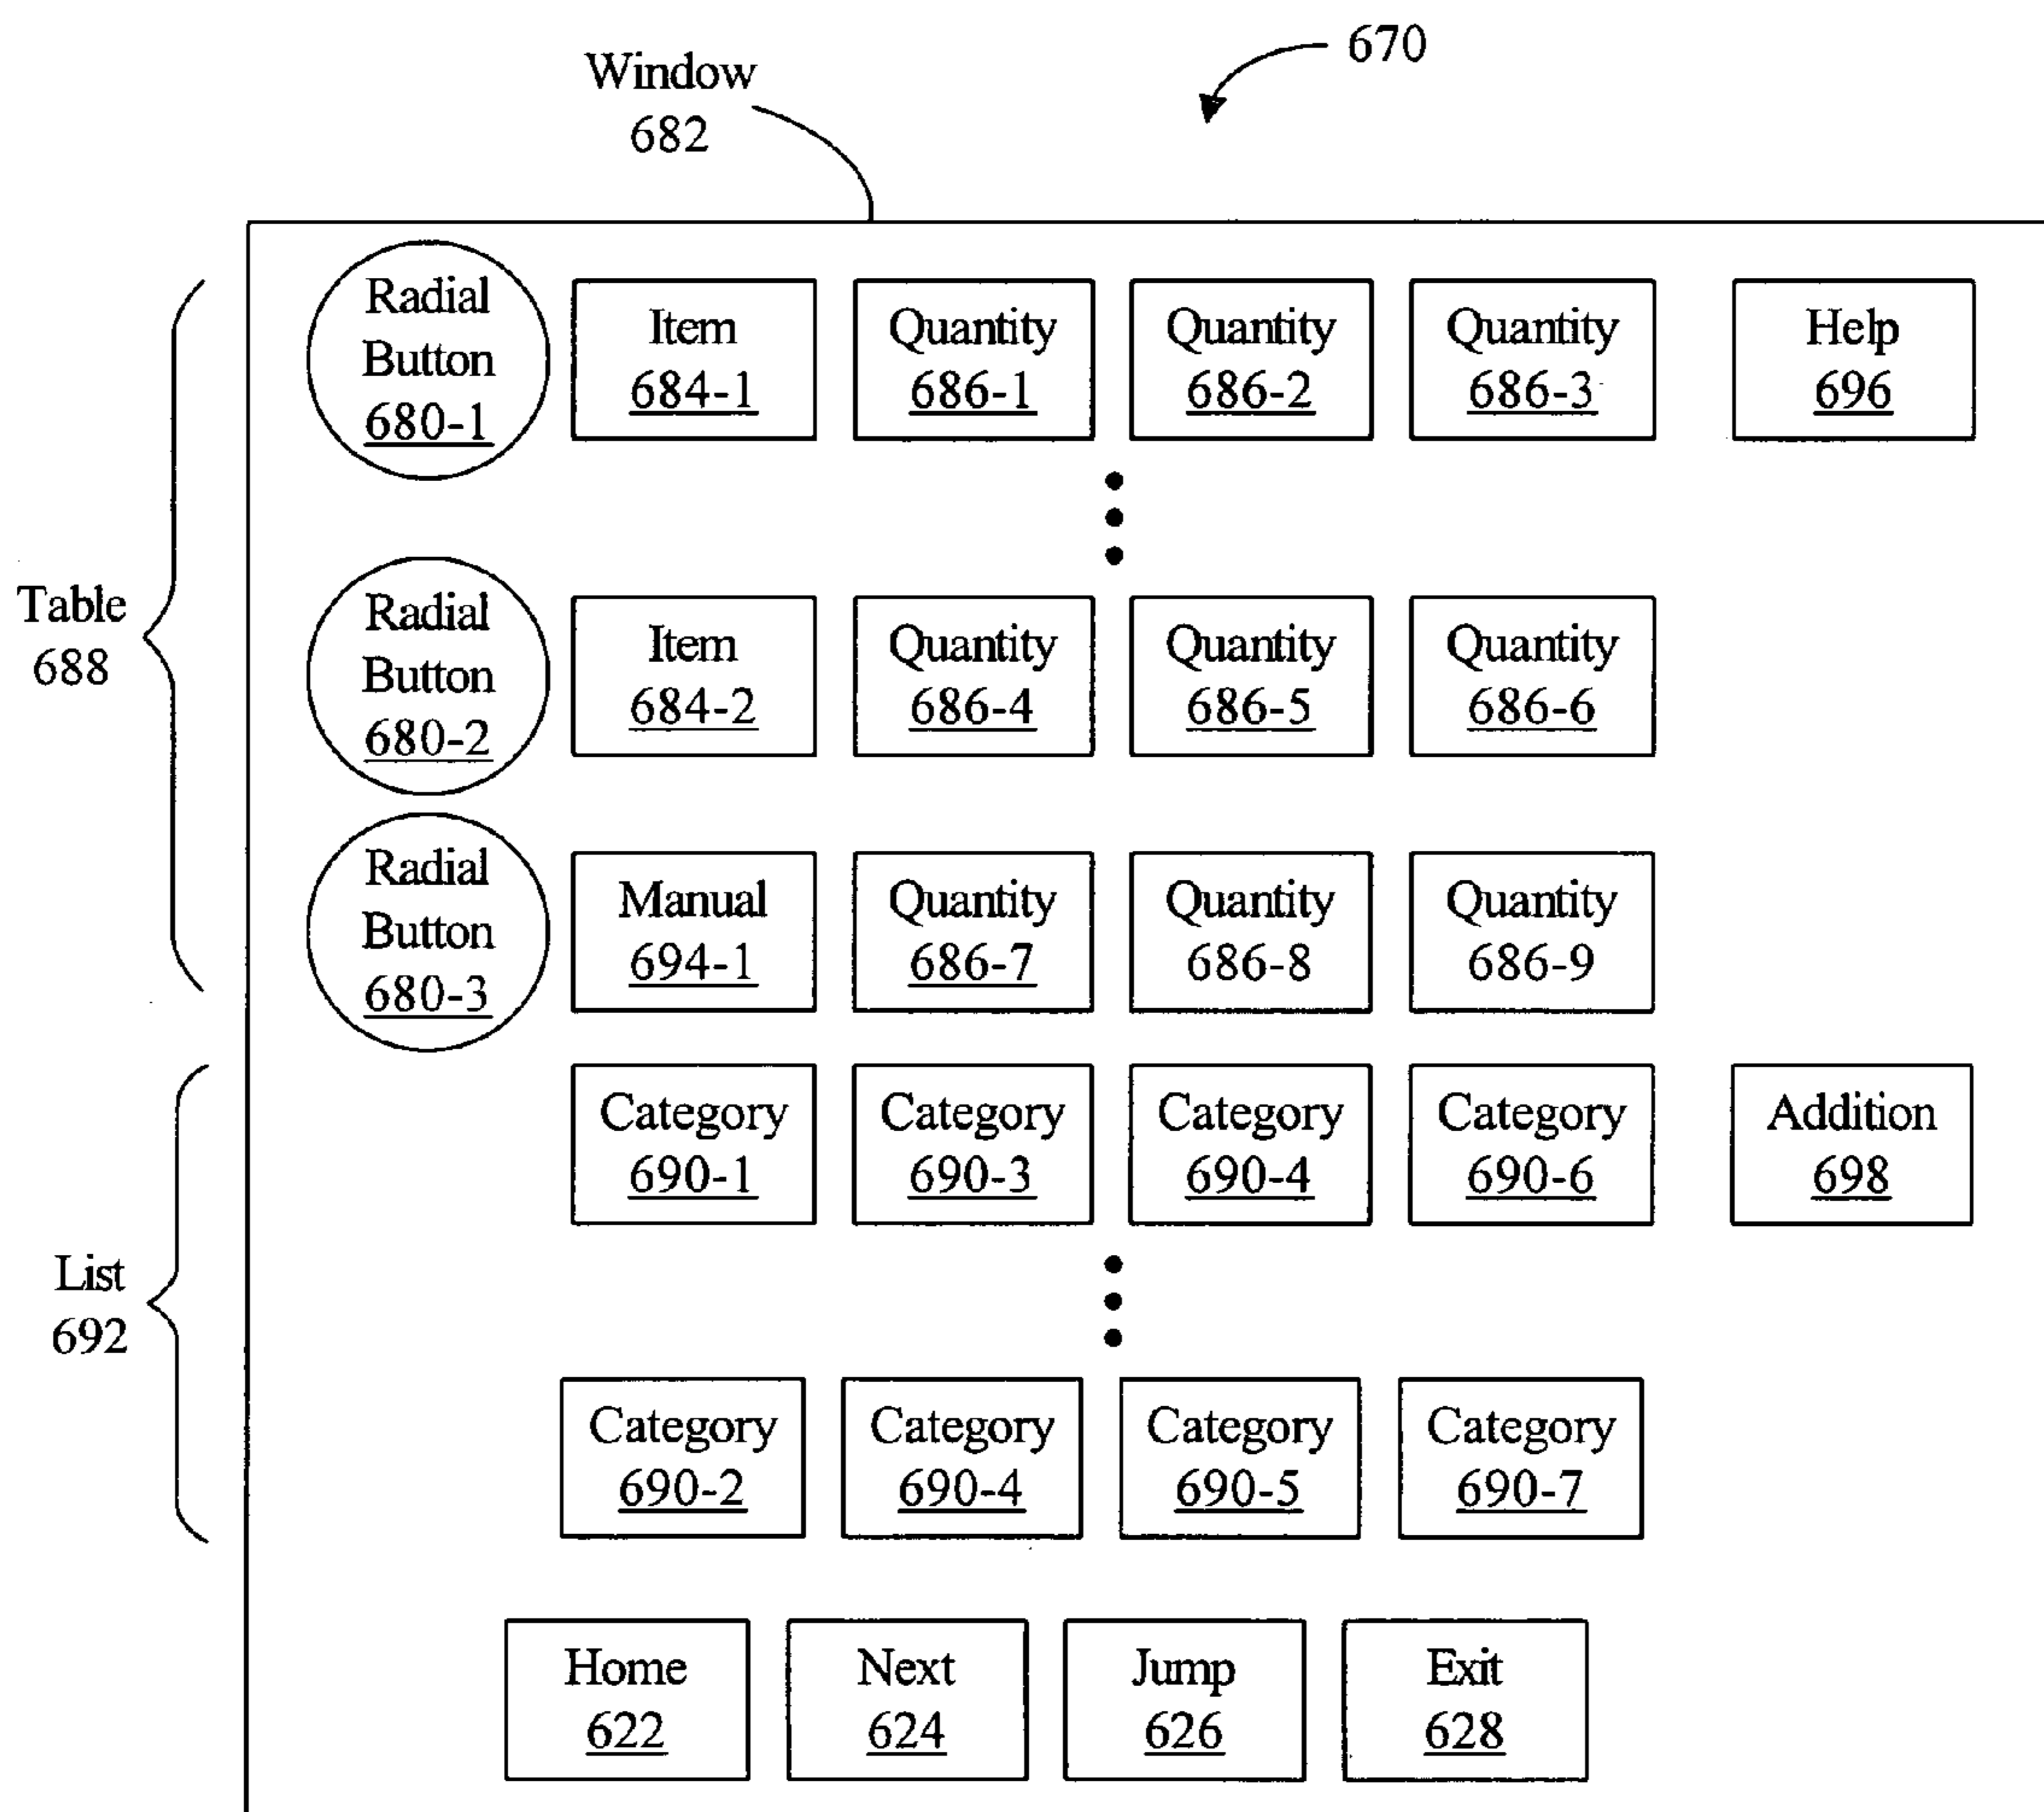 670
Window
682
Radial
Button
680-1
Item
684-1
Quantity
686-1
Quantity
686-2
Quantity
686-3
Help
696
Table
688
Radial
Button
680-2
Item
684-2
Quantity
686-4
Quantity
686-5
Quantity
686-6
Radial
Button
680-3
Manual
694-1
Quantity
686-7
Quantity
686-8
Quantity
686-9
List
692
Category
690-1
Category
690-3
Category
690-4
Category
690-6
Addition
698
Category
690-2
Category
690-4
Category
690-5
Category
690-7
Home
622
Next
624
Jump
626
Exit
628